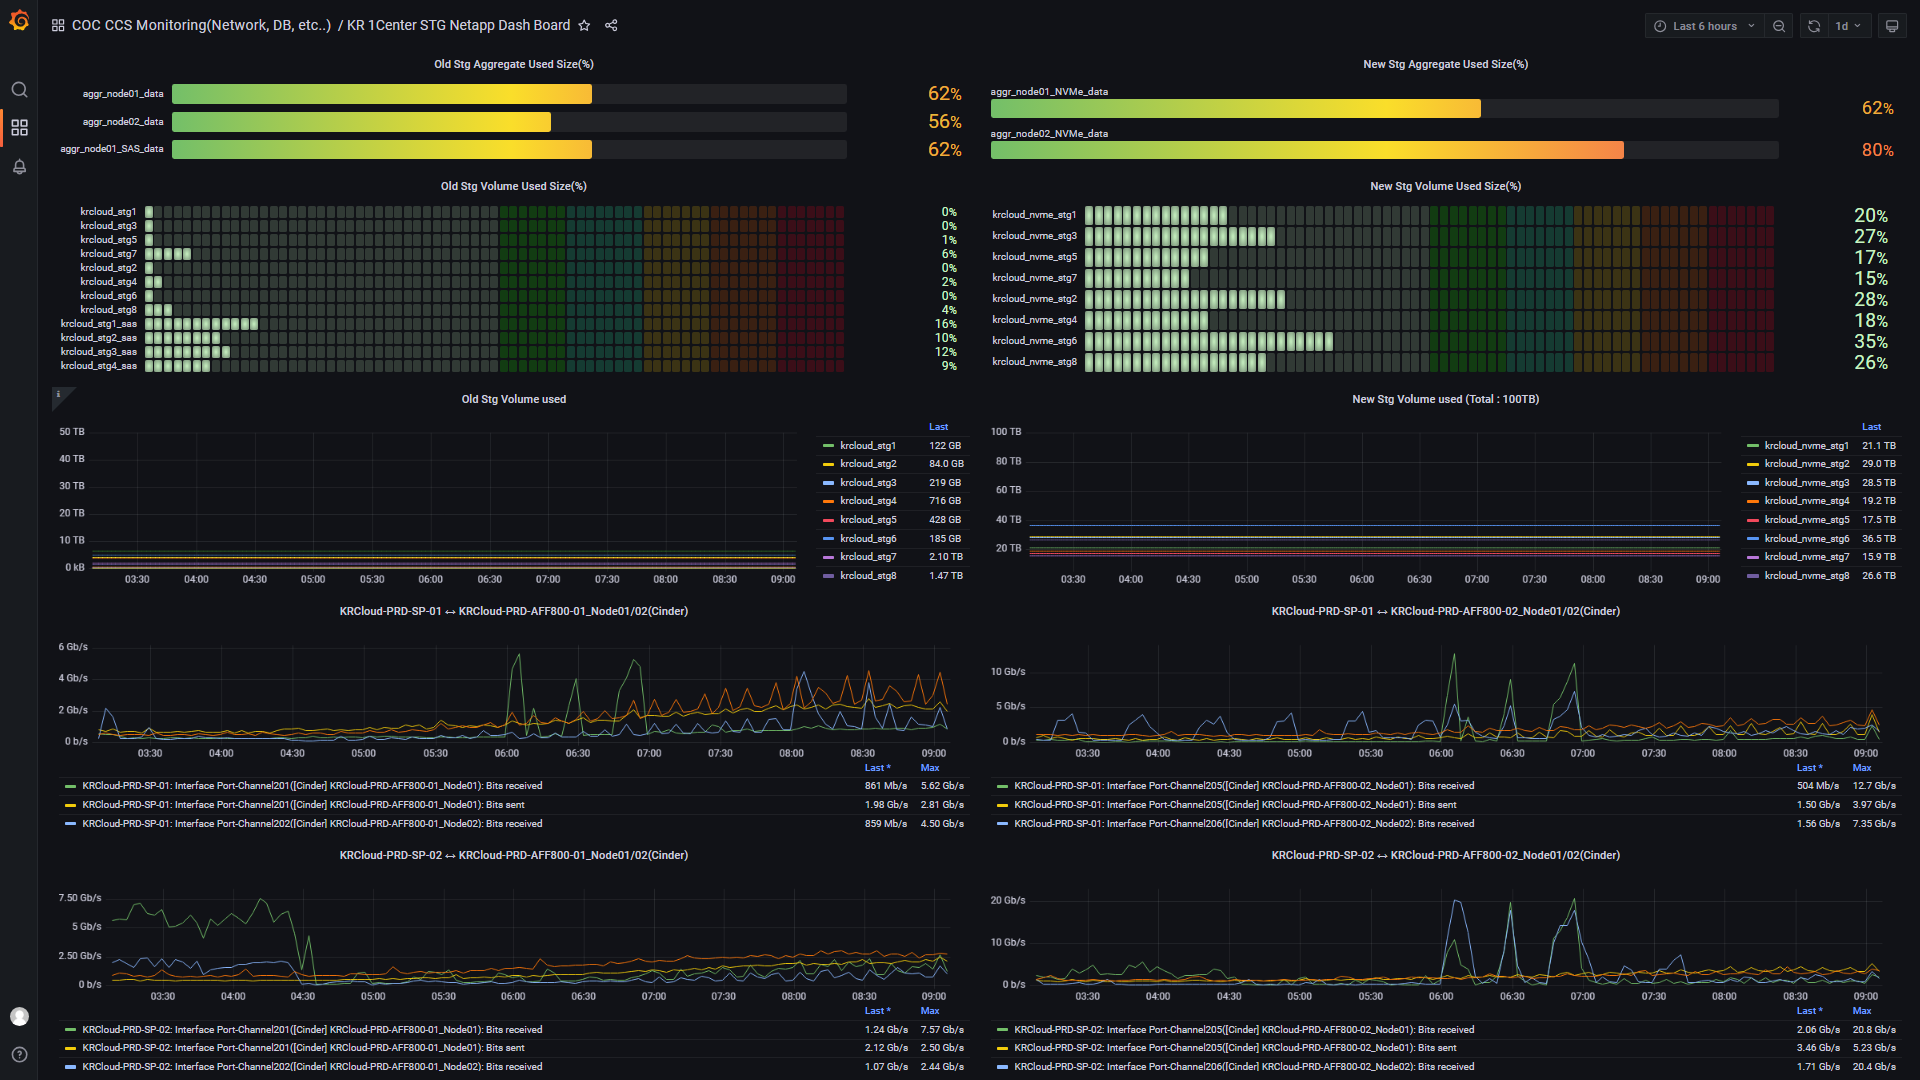 COC CCS Monitoring(Network, DB, etc..) / KR 1Center STG Netapp Dash Board
Last 6 hours
1d
Old Stg Aggregate Used Size(%)
aggr_node01_data 62%
aggr_node02_data 56%
aggr_node01_SAS_data 62%
New Stg Aggregate Used Size(%)
aggr_node01_NVMe_data
62%
aggr_node02_NVMe_data
80%
Old Stg Volume Used Size(%)
krcloud_stg1 0%
krcloud_stg3 0%
krcloud_stg5 1%
krcloud_stg7 6%
krcloud_stg2 0%
krcloud_stg4 2%
krcloud_stg6 0%
krcloud_stg8 4%
krcloud_stg1_sas 16%
krcloud_stg2_sas 10%
krcloud_stg3_sas 12%
krcloud_stg4_sas 9%
New Stg Volume Used Size(%)
krcloud_nvme_stg1 20%
krcloud_nvme_stg3 27%
krcloud_nvme_stg5 17%
krcloud_nvme_stg7 15%
krcloud_nvme_stg2 28%
krcloud_nvme_stg4 18%
krcloud_nvme_stg6 35%
krcloud_nvme_stg8 26%
i
Old Stg Volume used
50 TB
40 TB
30 TB
20 TB
10 TB
0 kB
03:30 04:00 04:30 05:00 05:30 06:00 06:30 07:00 07:30 08:00 08:30 09:00
Last
krcloud_stg1 122 GB
krcloud_stg2 84.0 GB
krcloud_stg3 219 GB
krcloud_stg4 716 GB
krcloud_stg5 428 GB
krcloud_stg6 185 GB
krcloud_stg7 2.10 TB
krcloud_stg8 1.47 TB
New Stg Volume used (Total : 100TB)
100 TB
80 TB
60 TB
40 TB
20 TB
03:30 04:00 04:30 05:00 05:30 06:00 06:30 07:00 07:30 08:00 08:30 09:00
Last
krcloud_nvme_stg1 21.1 TB
krcloud_nvme_stg2 29.0 TB
krcloud_nvme_stg3 28.5 TB
krcloud_nvme_stg4 19.2 TB
krcloud_nvme_stg5 17.5 TB
krcloud_nvme_stg6 36.5 TB
krcloud_nvme_stg7 15.9 TB
krcloud_nvme_stg8 26.6 TB
KRCloud-PRD-SP-01 ↔ KRCloud-PRD-AFF800-01_Node01/02(Cinder)
6 Gb/s
4 Gb/s
2 Gb/s
0 b/s
03:30 04:00 04:30 05:00 05:30 06:00 06:30 07:00 07:30 08:00 08:30 09:00
Last * Max
KRCloud-PRD-SP-01: Interface Port-Channel201([Cinder] KRCloud-PRD-AFF800-01_Node01): Bits received 861 Mb/s 5.62 Gb/s
KRCloud-PRD-SP-01: Interface Port-Channel201([Cinder] KRCloud-PRD-AFF800-01_Node01): Bits sent 1.98 Gb/s 2.81 Gb/s
KRCloud-PRD-SP-01: Interface Port-Channel202([Cinder] KRCloud-PRD-AFF800-01_Node02): Bits received 859 Mb/s 4.50 Gb/s
KRCloud-PRD-SP-01 ↔ KRCloud-PRD-AFF800-02_Node01/02(Cinder)
10 Gb/s
5 Gb/s
0 b/s
03:30 04:00 04:30 05:00 05:30 06:00 06:30 07:00 07:30 08:00 08:30 09:00
Last * Max
KRCloud-PRD-SP-01: Interface Port-Channel205([Cinder] KRCloud-PRD-AFF800-02_Node01): Bits received 504 Mb/s 12.7 Gb/s
KRCloud-PRD-SP-01: Interface Port-Channel205([Cinder] KRCloud-PRD-AFF800-02_Node01): Bits sent 1.50 Gb/s 3.97 Gb/s
KRCloud-PRD-SP-01: Interface Port-Channel206([Cinder] KRCloud-PRD-AFF800-02_Node02): Bits received 1.56 Gb/s 7.35 Gb/s
KRCloud-PRD-SP-02 ↔ KRCloud-PRD-AFF800-01_Node01/02(Cinder)
7.50 Gb/s
5 Gb/s
2.50 Gb/s
0 b/s
03:30 04:00 04:30 05:00 05:30 06:00 06:30 07:00 07:30 08:00 08:30 09:00
Last * Max
KRCloud-PRD-SP-02: Interface Port-Channel201([Cinder] KRCloud-PRD-AFF800-01_Node01): Bits received 1.24 Gb/s 7.57 Gb/s
KRCloud-PRD-SP-02: Interface Port-Channel201([Cinder] KRCloud-PRD-AFF800-01_Node01): Bits sent 2.12 Gb/s 2.50 Gb/s
KRCloud-PRD-SP-02: Interface Port-Channel202([Cinder] KRCloud-PRD-AFF800-01_Node02): Bits received 1.07 Gb/s 2.44 Gb/s
KRCloud-PRD-SP-02 ↔ KRCloud-PRD-AFF800-02_Node01/02(Cinder)
20 Gb/s
10 Gb/s
0 b/s
03:30 04:00 04:30 05:00 05:30 06:00 06:30 07:00 07:30 08:00 08:30 09:00
Last * Max
KRCloud-PRD-SP-02: Interface Port-Channel205([Cinder] KRCloud-PRD-AFF800-02_Node01): Bits received 2.06 Gb/s 20.8 Gb/s
KRCloud-PRD-SP-02: Interface Port-Channel205([Cinder] KRCloud-PRD-AFF800-02_Node01): Bits sent 3.46 Gb/s 5.23 Gb/s
KRCloud-PRD-SP-02: Interface Port-Channel206([Cinder] KRCloud-PRD-AFF800-02_Node02): Bits received 1.71 Gb/s 20.4 Gb/s